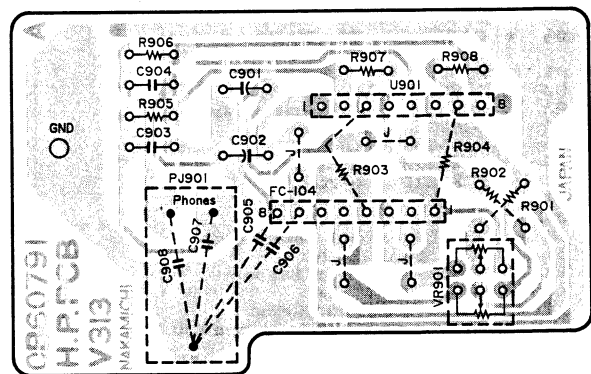 A
R906
C904
R905
C903
C901
C902
R907
R908
U901
1
8
GND
J
J
R903
R904
R902
R901
JAPAN
PJ901
Phones
FC-104
8
1
C905
C906
C907
C908
J
J
VR901
OP60791
H.P.PCB
V313
NAKAMICHI